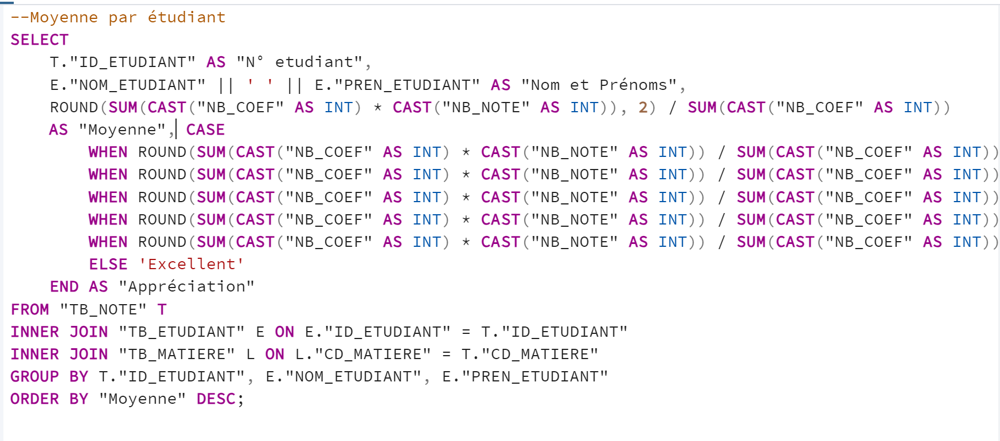 --Moyenne par étudiant
SELECT
T."ID_ETUDIANT" AS "N° etudiant",
E."NOM_ETUDIANT" || ' ' || E."PREN_ETUDIANT" AS "Nom et Prénoms",
ROUND(SUM(CAST("NB_COEF" AS INT) * CAST("NB_NOTE" AS INT)), 2) / SUM(CAST("NB_COEF" AS INT))
AS "Moyenne", CASE
WHEN ROUND(SUM(CAST("NB_COEF" AS INT) * CAST("NB_NOTE" AS INT)) / SUM(CAST("NB_COEF" AS INT))
WHEN ROUND(SUM(CAST("NB_COEF" AS INT) * CAST("NB_NOTE" AS INT)) / SUM(CAST("NB_COEF" AS INT))
WHEN ROUND(SUM(CAST("NB_COEF" AS INT) * CAST("NB_NOTE" AS INT)) / SUM(CAST("NB_COEF" AS INT))
WHEN ROUND(SUM(CAST("NB_COEF" AS INT) * CAST("NB_NOTE" AS INT)) / SUM(CAST("NB_COEF" AS INT))
WHEN ROUND(SUM(CAST("NB_COEF" AS INT) * CAST("NB_NOTE" AS INT)) / SUM(CAST("NB_COEF" AS INT))
ELSE 'Excellent'
END AS "Appréciation"
FROM "TB_NOTE" T
INNER JOIN "TB_ETUDIANT" E ON E."ID_ETUDIANT" = T."ID_ETUDIANT"
INNER JOIN "TB_MATIERE" L ON L."CD_MATIERE" = T."CD_MATIERE"
GROUP BY T."ID_ETUDIANT", E."NOM_ETUDIANT", E."PREN_ETUDIANT"
ORDER BY "Moyenne" DESC;